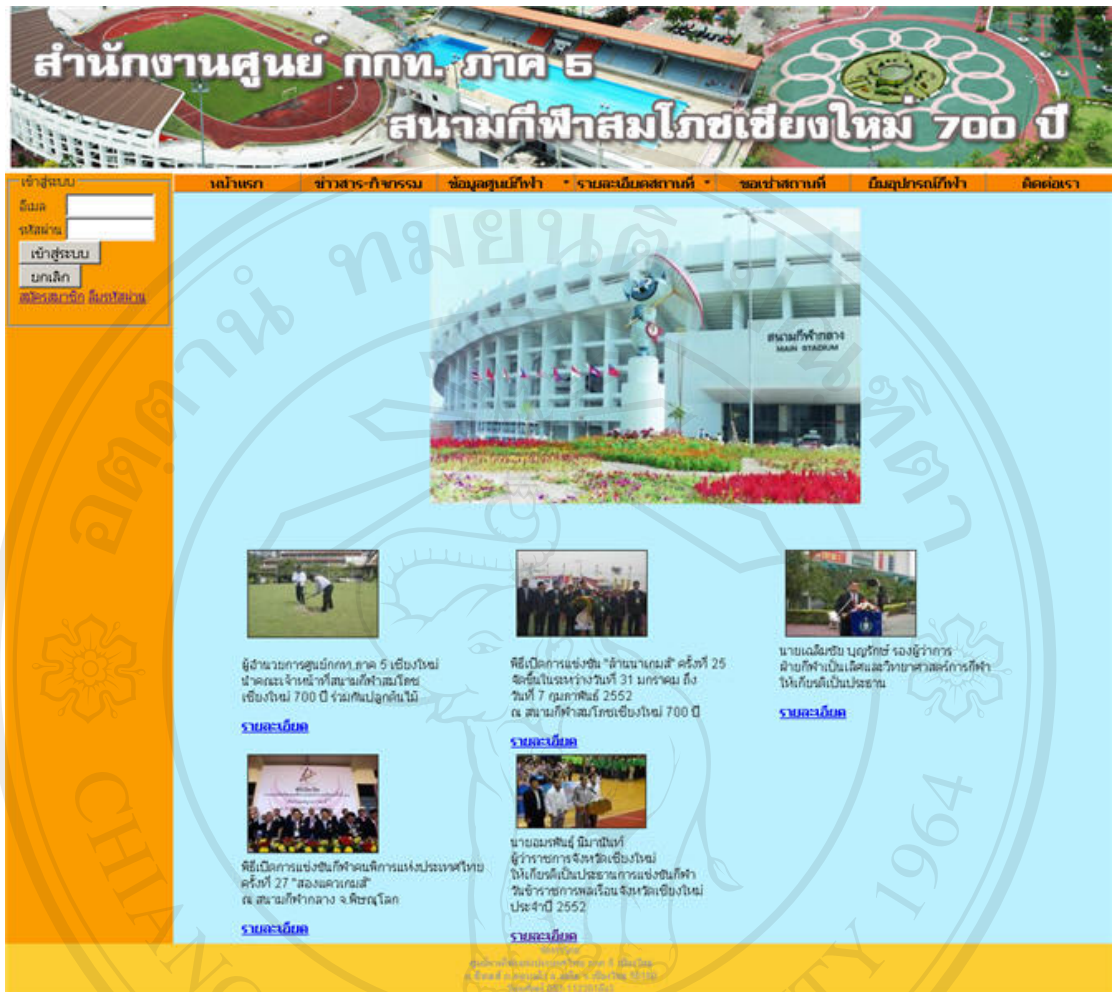 สำนักงานศูนย์ กกท. ภาค 5
สนามกีฬาสมโภชเชียงใหม่ 700 ปี
เข้าสู่ระบบ
อีเมล
รหัสผ่าน
เข้าสู่ระบบ
ยกเลิก
สมัครสมาชิก ลืมรหัสผ่าน
หน้าแรก ข่าวสาร-กิจกรรม ข้อมูลศูนย์กีฬา รายละเอียดสถานที่ ขอเช่าสถานที่ ยืมอุปกรณ์กีฬา ติดต่อเรา
สนามกีฬากลาง
MAIN STADIUM
ผู้อำนวยการศูนย์กกท.ภาค 5 เชียงใหม่
นำคณะเจ้าหน้าที่สนามกีฬาสมโภช
เชียงใหม่ 700 ปี ร่วมกันปลูกต้นไม้
รายละเอียด
พิธีเปิดการแข่งขัน "ล้านนาเกมส์" ครั้งที่ 25
จัดขึ้นในระหว่างวันที่ 31 มกราคม ถึง
วันที่ 7 กุมภาพันธ์ 2552
ณ สนามกีฬาสมโภชเชียงใหม่ 700 ปี
รายละเอียด
นายเฉลิมชัย บุญรักษ์ รองผู้ว่าการ
ฝ่ายกีฬาเป็นเลิศและวิทยาศาสตร์การกีฬา
ให้เกียรติเป็นประธาน
รายละเอียด
พิธีเปิดการแข่งขันกีฬาคนพิการแห่งประเทศไทย
ครั้งที่ 27 "สองแควเกมส์"
ณ สนามกีฬากลาง จ.พิษณุโลก
รายละเอียด
นายอมรพันธุ์ นิมานันท์
ผู้ว่าราชการจังหวัดเชียงใหม่
ให้เกียรติเป็นประธานการแข่งขันกีฬา
วันข้าราชการพลเรือนจังหวัดเชียงใหม่
ประจำปี 2552
รายละเอียด